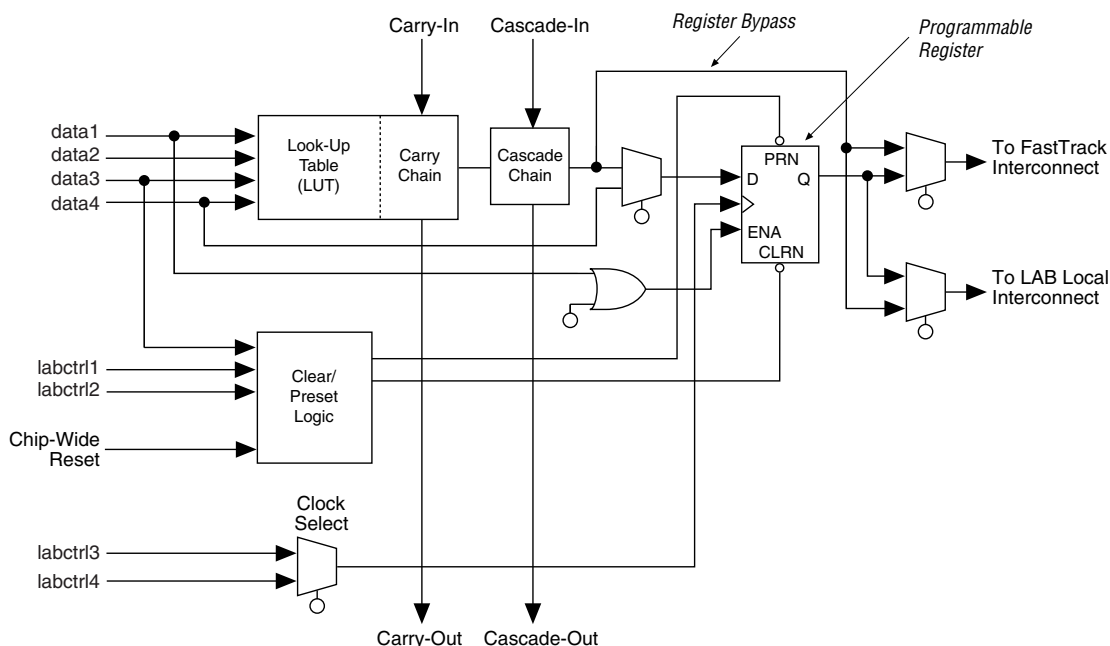 Carry-In
Cascade-In
Register Bypass
Programmable
Register
data1
data2
data3
data4
Look-Up
Table
(LUT)
Carry
Chain
Cascade
Chain
PRN
D
Q
ENA
CLRN
To FastTrack
Interconnect
To LAB Local
Interconnect
labctrl1
labctrl2
Clear/
Preset
Logic
Chip-Wide
Reset
Clock
Select
labctrl3
labctrl4
Carry-Out
Cascade-Out